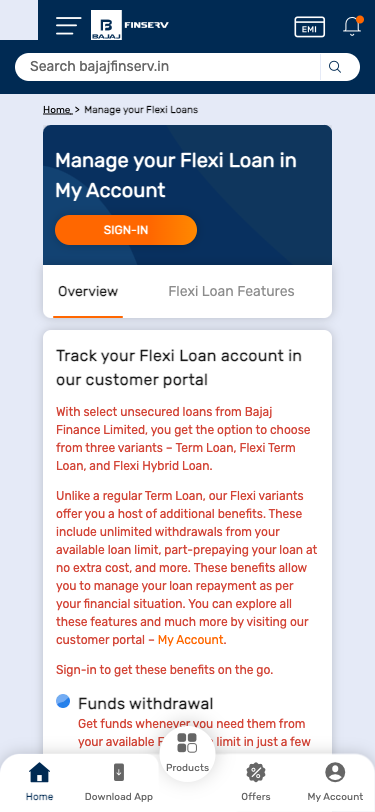 BAJAJ
FINSERV
EMI
Search bajajfinserv.in
Home > Manage your Flexi Loans
Manage your Flexi Loan in
My Account
SIGN-IN
Overview
Flexi Loan Features
Track your Flexi Loan account in
our customer portal
With select unsecured loans from Bajaj
Finance Limited, you get the option to choose
from three variants – Term Loan, Flexi Term
Loan, and Flexi Hybrid Loan.
Unlike a regular Term Loan, our Flexi variants
offer you a host of additional benefits. These
include unlimited withdrawals from your
available loan limit, part-prepaying your loan at
no extra cost, and more. These benefits allow
you to manage your loan repayment as per
your financial situation. You can explore all
these features and much more by visiting our
customer portal – My Account.
Sign-in to get these benefits on the go.
Funds withdrawal
Get funds whenever you need them from
your available limit in just a few
Home
Download App
Products
Offers
My Account